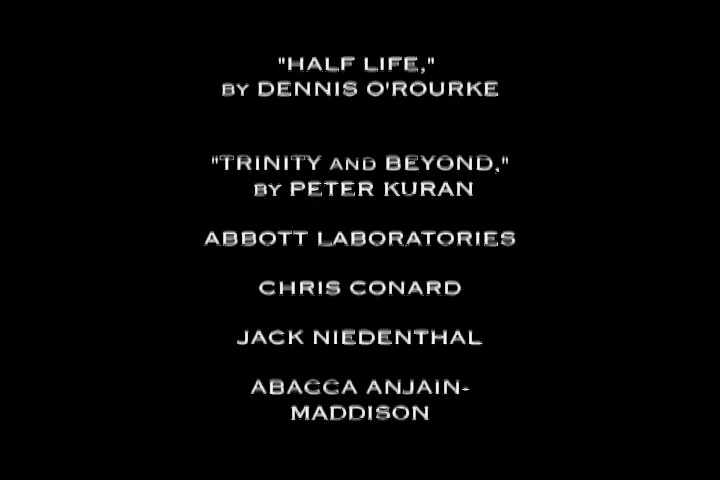 "HALF LIFE,"
BY DENNIS O'ROURKE
"TRINITY AND BEYOND,"
BY PETER KURAN
ABBOTT LABORATORIES
CHRIS CONARD
JACK NIEDENTHAL
ABACCA ANJAIN-
MADDISON